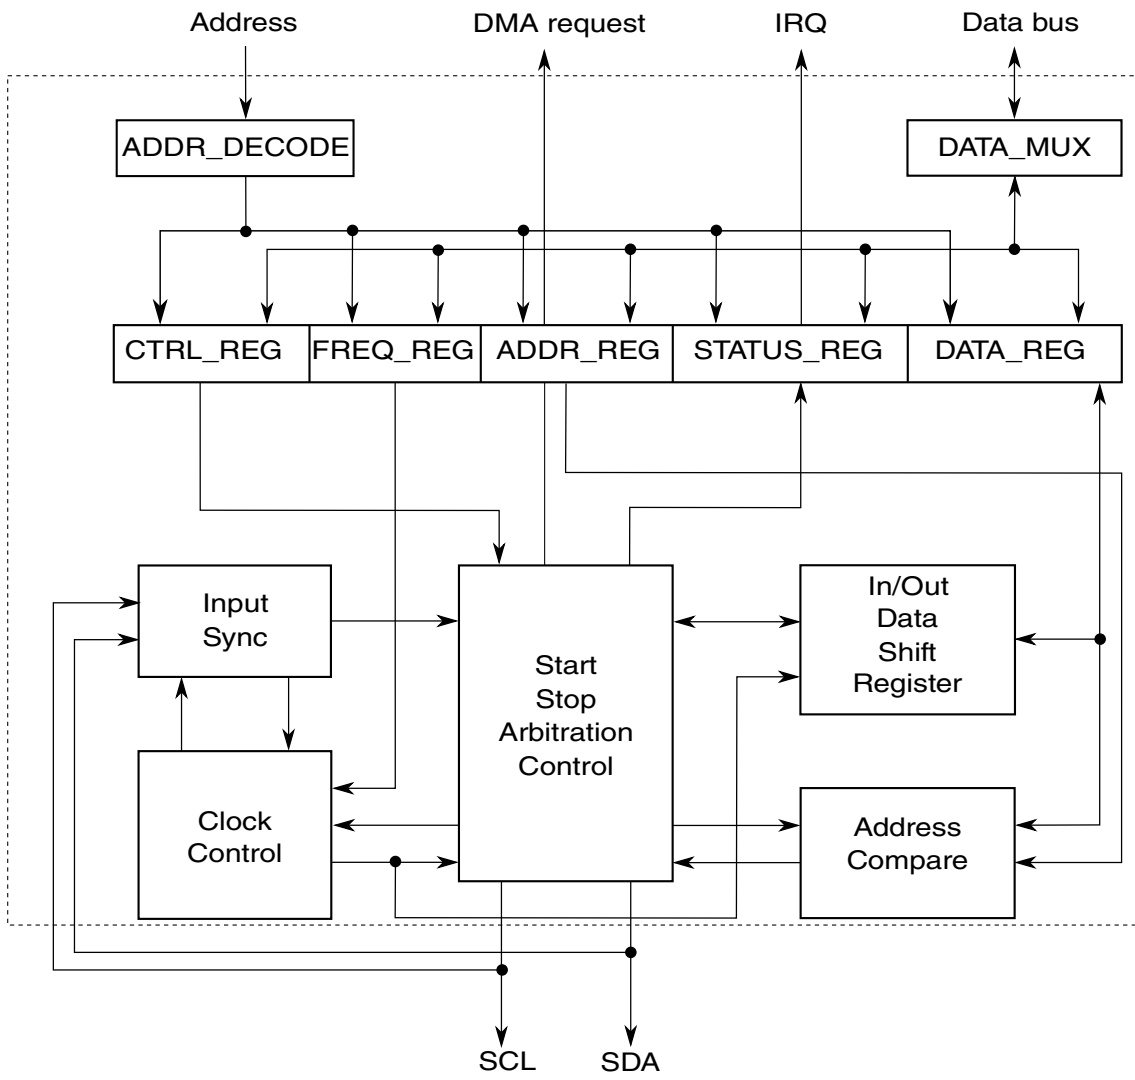 Address
DMA request
IRQ
Data bus
ADDR_DECODE
DATA_MUX
CTRL_REG
FREQ_REG
ADDR_REG
STATUS_REG
DATA_REG
Input
Sync
Start
Stop
Arbitration
Control
In/Out
Data
Shift
Register
Clock
Control
Address
Compare
SCL
SDA